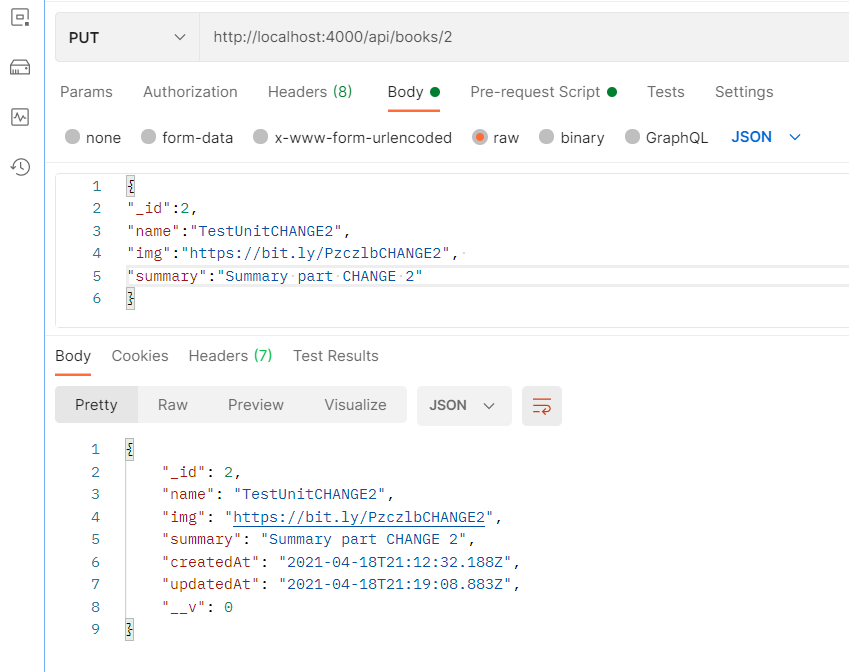 PUT http://localhost:4000/api/books/2
Params Authorization Headers (8) Body Pre-request Script Tests Settings
none form-data x-www-form-urlencoded raw binary GraphQL JSON
1 {
2 "_id":2,
3 "name":"TestUnitCHANGE2",
4 "img":"https://bit.ly/PzczlbCHANGE2",
5 "summary":"Summary part CHANGE 2"
6 }
Body Cookies Headers (7) Test Results
Pretty Raw Preview Visualize JSON
1 {
2 "_id": 2,
3 "name": "TestUnitCHANGE2",
4 "img": "https://bit.ly/PzczlbCHANGE2",
5 "summary": "Summary part CHANGE 2",
6 "createdAt": "2021-04-18T21:12:32.188Z",
7 "updatedAt": "2021-04-18T21:19:08.883Z",
8 "__v": 0
9 }